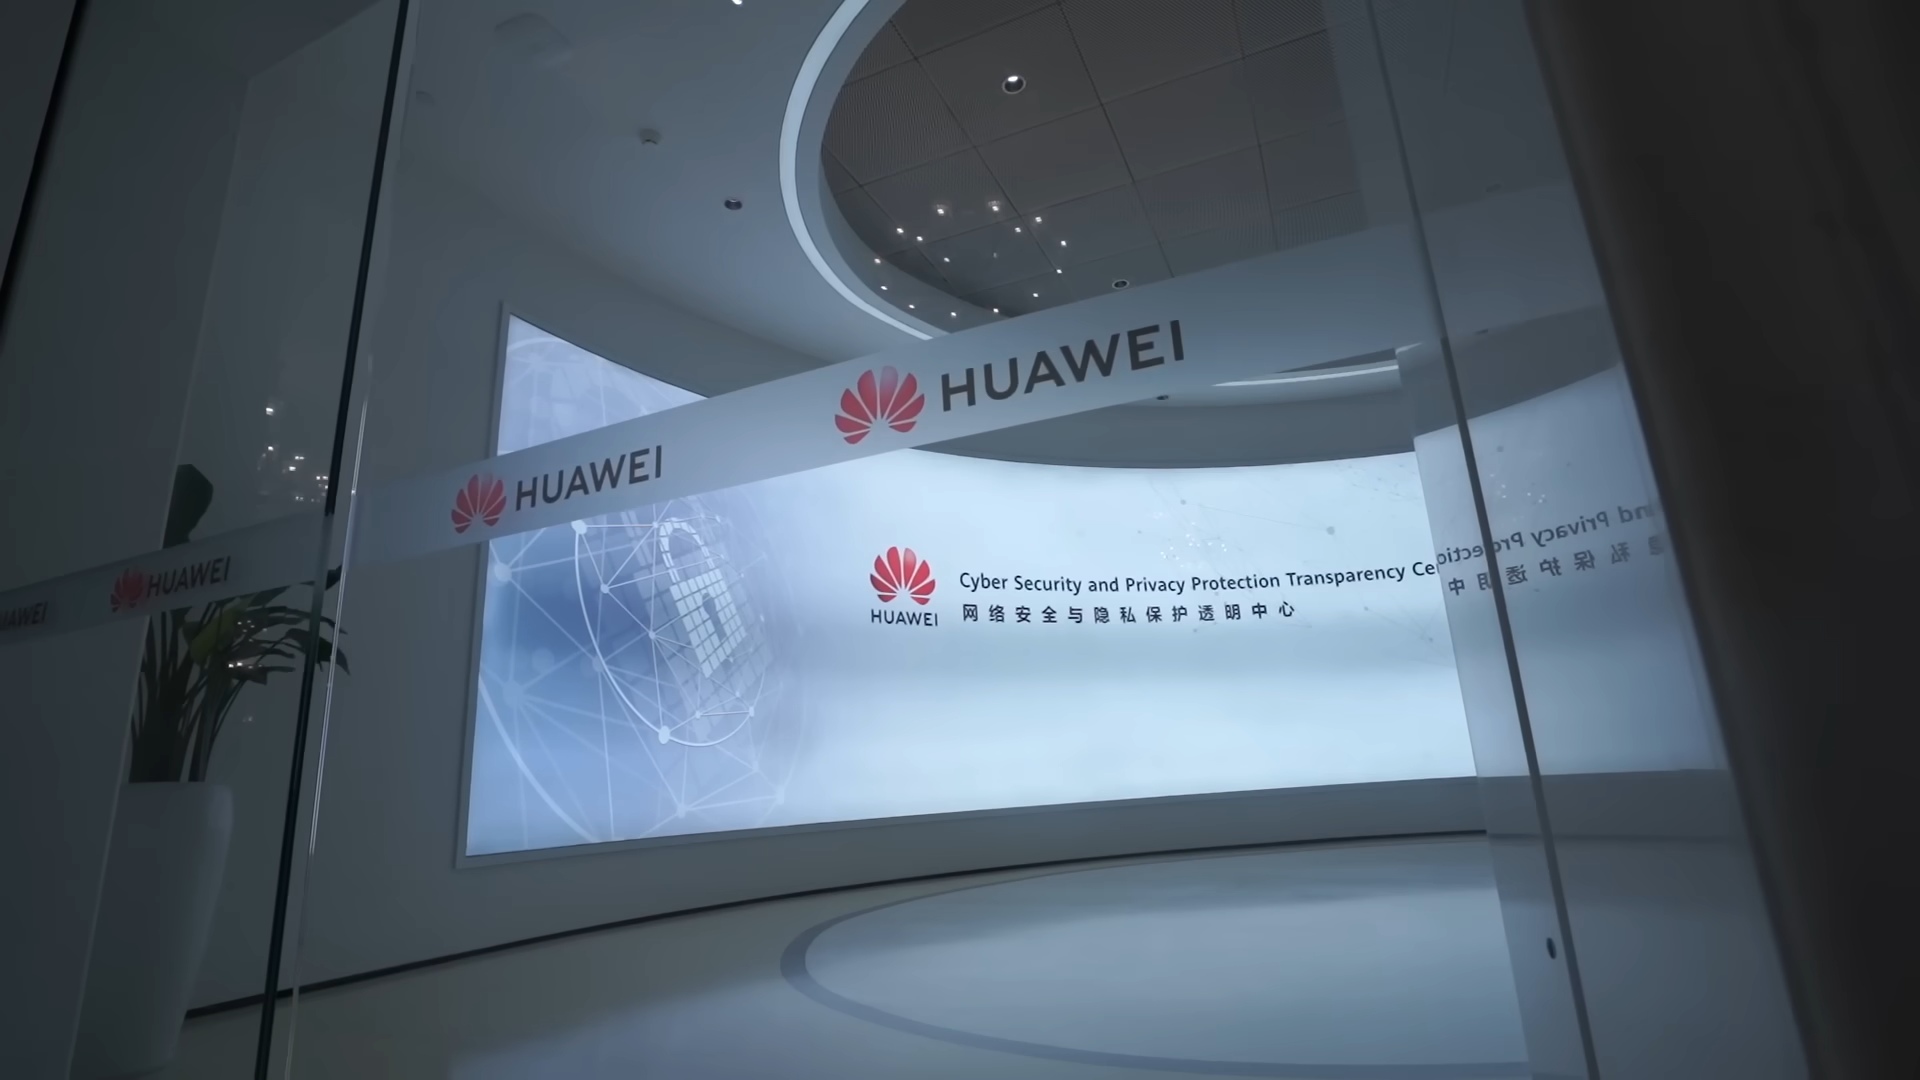 HUAWEI
HUAWEI
HUAWEI
HUAWEI
Cyber Security and Privacy Protection Transparency Ce
网络安全与隐私保护透明中心
HUAWEI